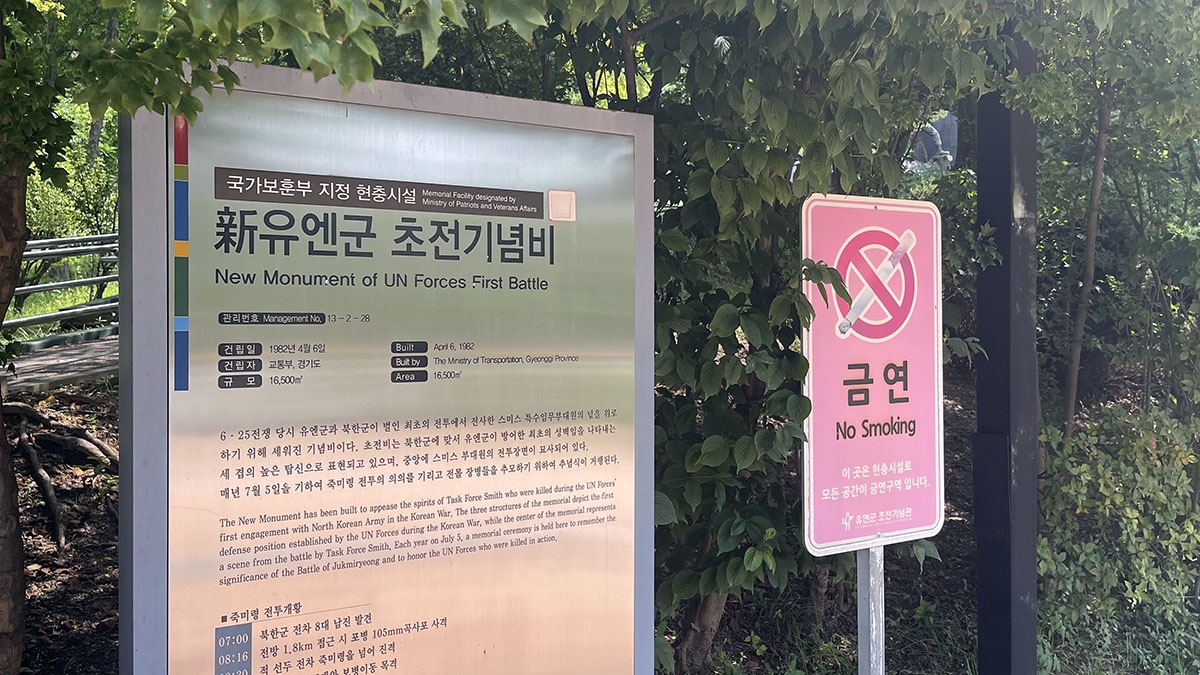 국가보훈부 지정 현충시설 Memorial Facility designated by
Ministry of Patriots and Veterans Affairs
新유엔군 초전기념비
New Monument of UN Forces First Battle
관리번호 Management No. 13-2-28
건립일 1982년 4월 6일
건립자 교통부, 경기도
규모 16,500㎡
Built April 6, 1982
Built by The Ministry of Transportation, Gyeonggi Province
Area 16,500㎡
6·25전쟁 당시 유엔군과 북한군이 벌인 최초의 전투에서 전사한 스미스 특수임무부대원의 넋을 위로
하기 위해 세워진 기념비이다. 초전비는 북한군에 맞서 유엔군이 방어한 최초의 성벽임을 나타내는
세 겹의 높은 탑신으로 표현되고 있으며, 중앙에 스미스 부대원의 전투장면이 묘사되어 있다.
매년 7월 5일을 기하여 죽미령 전투의 의의를 기리고 전몰 장병들을 추모하기 위하여 추념식이 거행된다.
The New Monument has been built to appease the spirits of Task Force Smith who were killed during the UN Forces'
first engagement with North Korean Army in the Korean War. The three structures of the memorial depict the first
defense position established by the UN Forces during the Korean War, while the center of the memorial represents
a scene from the battle by Task Force Smith. Each year on July 5, a memorial ceremony is held here to remember the
significance of the Battle of Jukmiryeong and to honor the UN Forces who were killed in action.
■ 죽미령 전투개황
07:00 북한군 전차 8대 남진 발견
08:16 전방 1.8km 접근 시 포병 105mm곡사포 사격
적 선두 전차 죽미령을 넘어 진격
보병이동 목격
금연
No Smoking
이 곳은 현충시설로
모든 공간이 금연구역 입니다.
유엔군 초전기념관